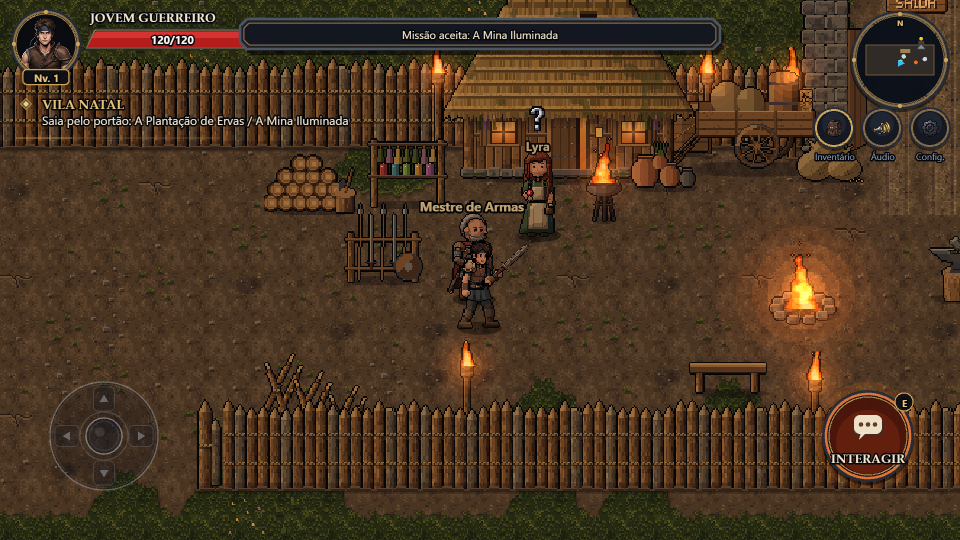 JOVEM GUERREIRO
120/120
Nv. 1
Missão aceita: A Mina Iluminada
SAIDA
N
VILA NATAL
Saia pelo portão: A Plantação de Ervas / A Mina Iluminada
?
Lyra
Inventário
Áudio
Config.
Mestre de Armas
E
INTERAGIR